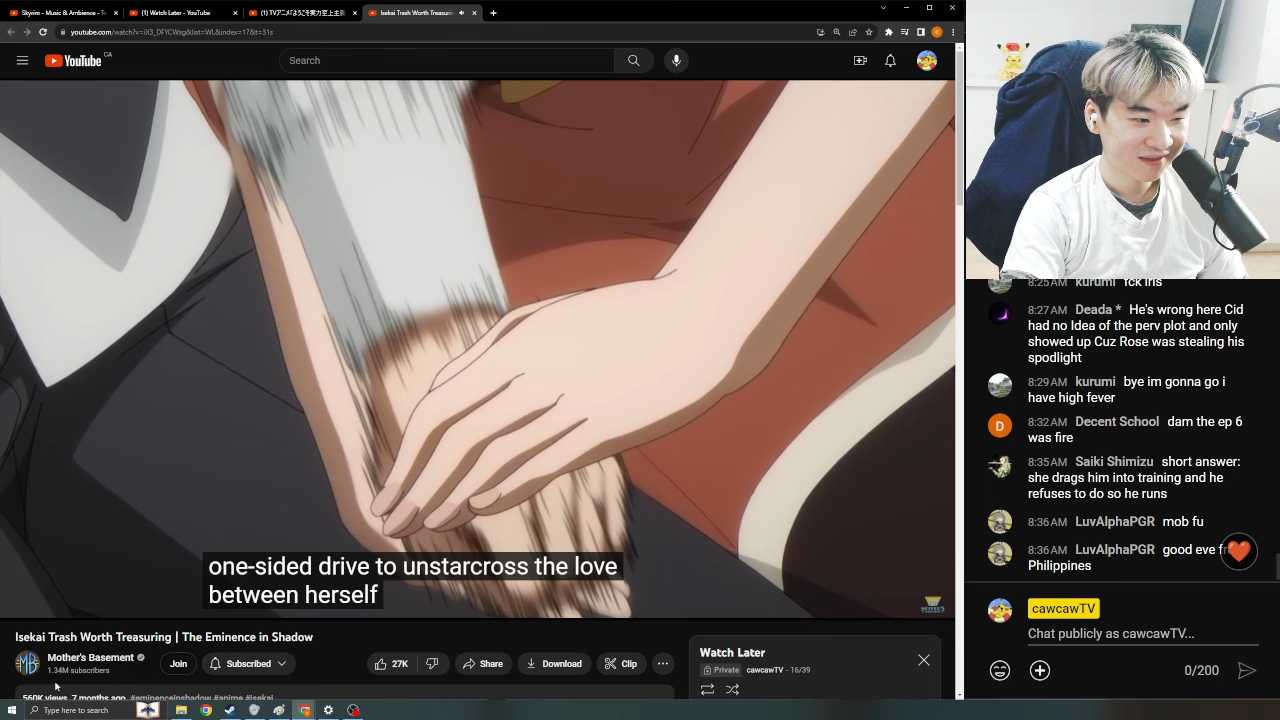 Skyrim - Music & Ambience - T
(1) Watch Later - YouTube
(1) TVアニメ『ようこそ実力至上主義
Isekai Trash Worth Treasurin
youtube.com/watch?v=iX3_DFYCWsg&list=WL&index=17&t=31s
YouTube CA
Search
one-sided drive to unstarcross the love
between herself
Isekai Trash Worth Treasuring | The Eminence in Shadow
MB
Mother's Basement
1.34M subscribers
Join
Subscribed
27K
Share
Download
Clip
560K views 7 months ago #eminenceinshadow #anime #isekai
Watch Later
Private cawcawTV - 16/39
Type here to search
8:25 AM kurumi Yck iris
8:27 AM Deada * He's wrong here Cid
had no Idea of the perv plot and only
showed up Cuz Rose was stealing his
spodlight
8:29 AM kurumi bye im gonna go i
have high fever
D
8:32 AM Decent School dam the ep 6
was fire
8:35 AM Saiki Shimizu short answer:
she drags him into training and he
refuses to do so he runs
8:36 AM LuvAlphaPGR mob fu
8:36 AM LuvAlphaPGR good eve f
Philippines
cawcawTV
Chat publicly as cawcawTV...
0/200